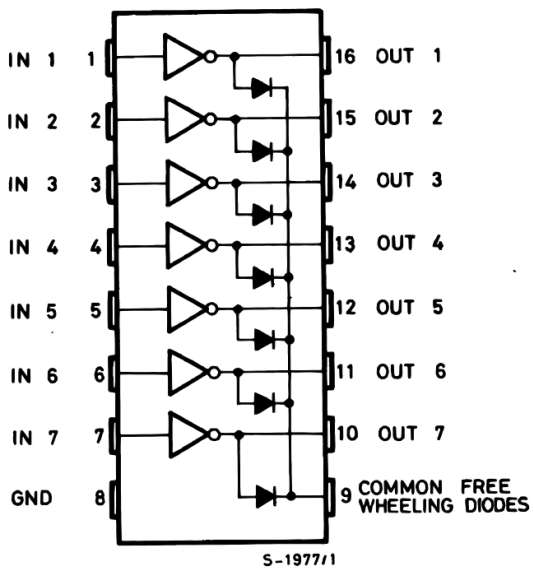 IN 1 1 16 OUT 1
IN 2 2 15 OUT 2
IN 3 3 14 OUT 3
IN 4 4 13 OUT 4
IN 5 5 12 OUT 5
IN 6 6 11 OUT 6
IN 7 7 10 OUT 7
GND 8 9 COMMON FREE
WHEELING DIODES
S-1977/1